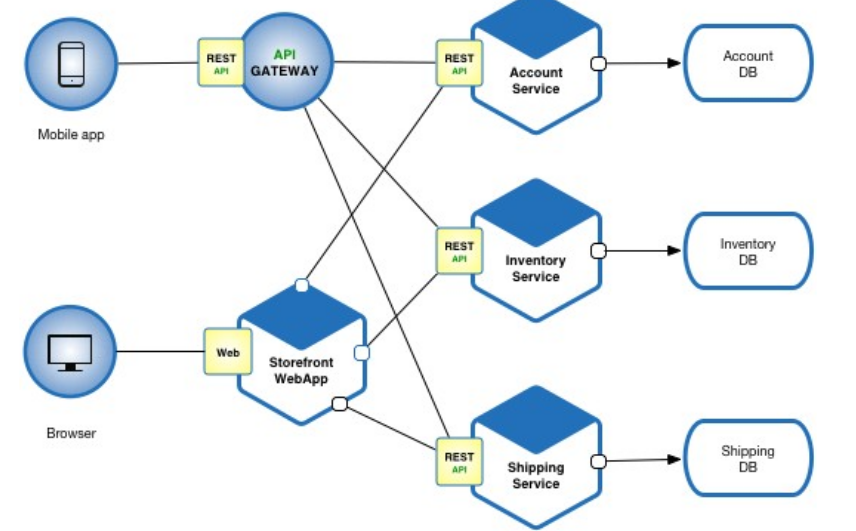 REST
API
API
GATEWAY
REST
API
Account
Service
Account
DB
Mobile app
REST
API
Inventory
Service
Inventory
DB
Web
Storefront
WebApp
Browser
REST
API
Shipping
Service
Shipping
DB